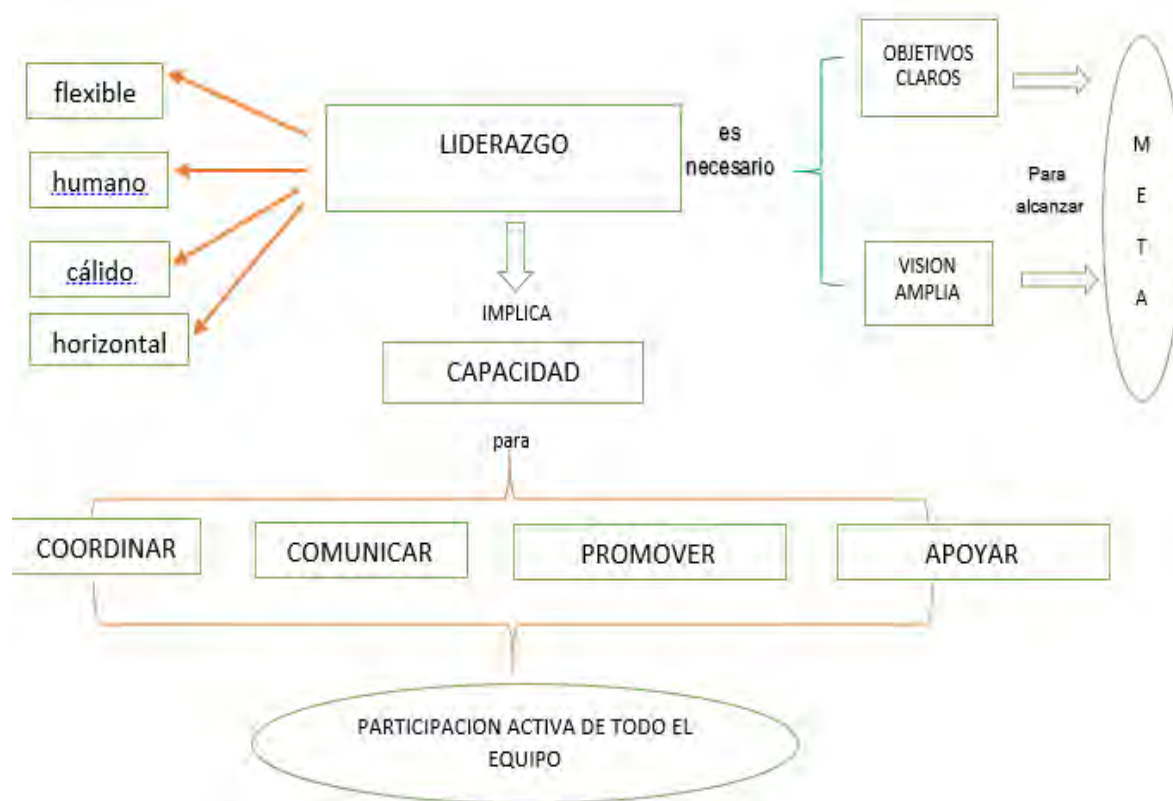 flexible
humano
cálido
horizontal
LIDERAZGO
es
necesario
OBJETIVOS
CLAROS
VISION
AMPLIA
Para
alcanzar
M
E
T
A
IMPLICA
CAPACIDAD
para
COORDINAR
COMUNICAR
PROMOVER
APOYAR
PARTICIPACION ACTIVA DE TODO EL
EQUIPO